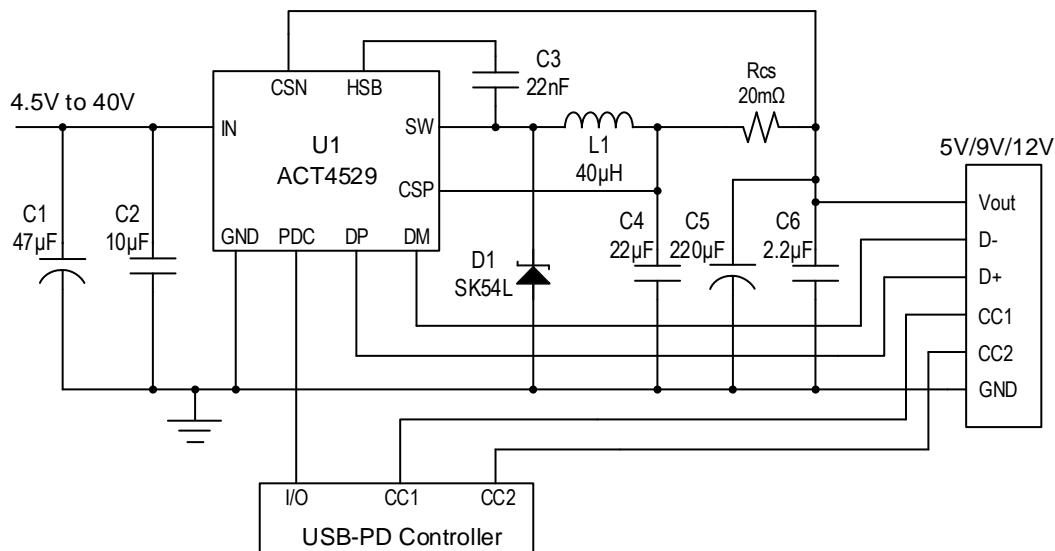 CSN
HSB
C3
22nF
Rcs
20mΩ
4.5V to 40V
IN
SW
U1
ACT4529
L1
40µH
5V/9V/12V
CSP
C1
47µF
C2
10µF
GND
PDC
DP
DM
D1
SK54L
C4
22µF
C5
220µF
C6
2.2µF
Vout
D-
D+
CC1
CC2
GND
I/O
CC1
CC2
USB-PD Controller